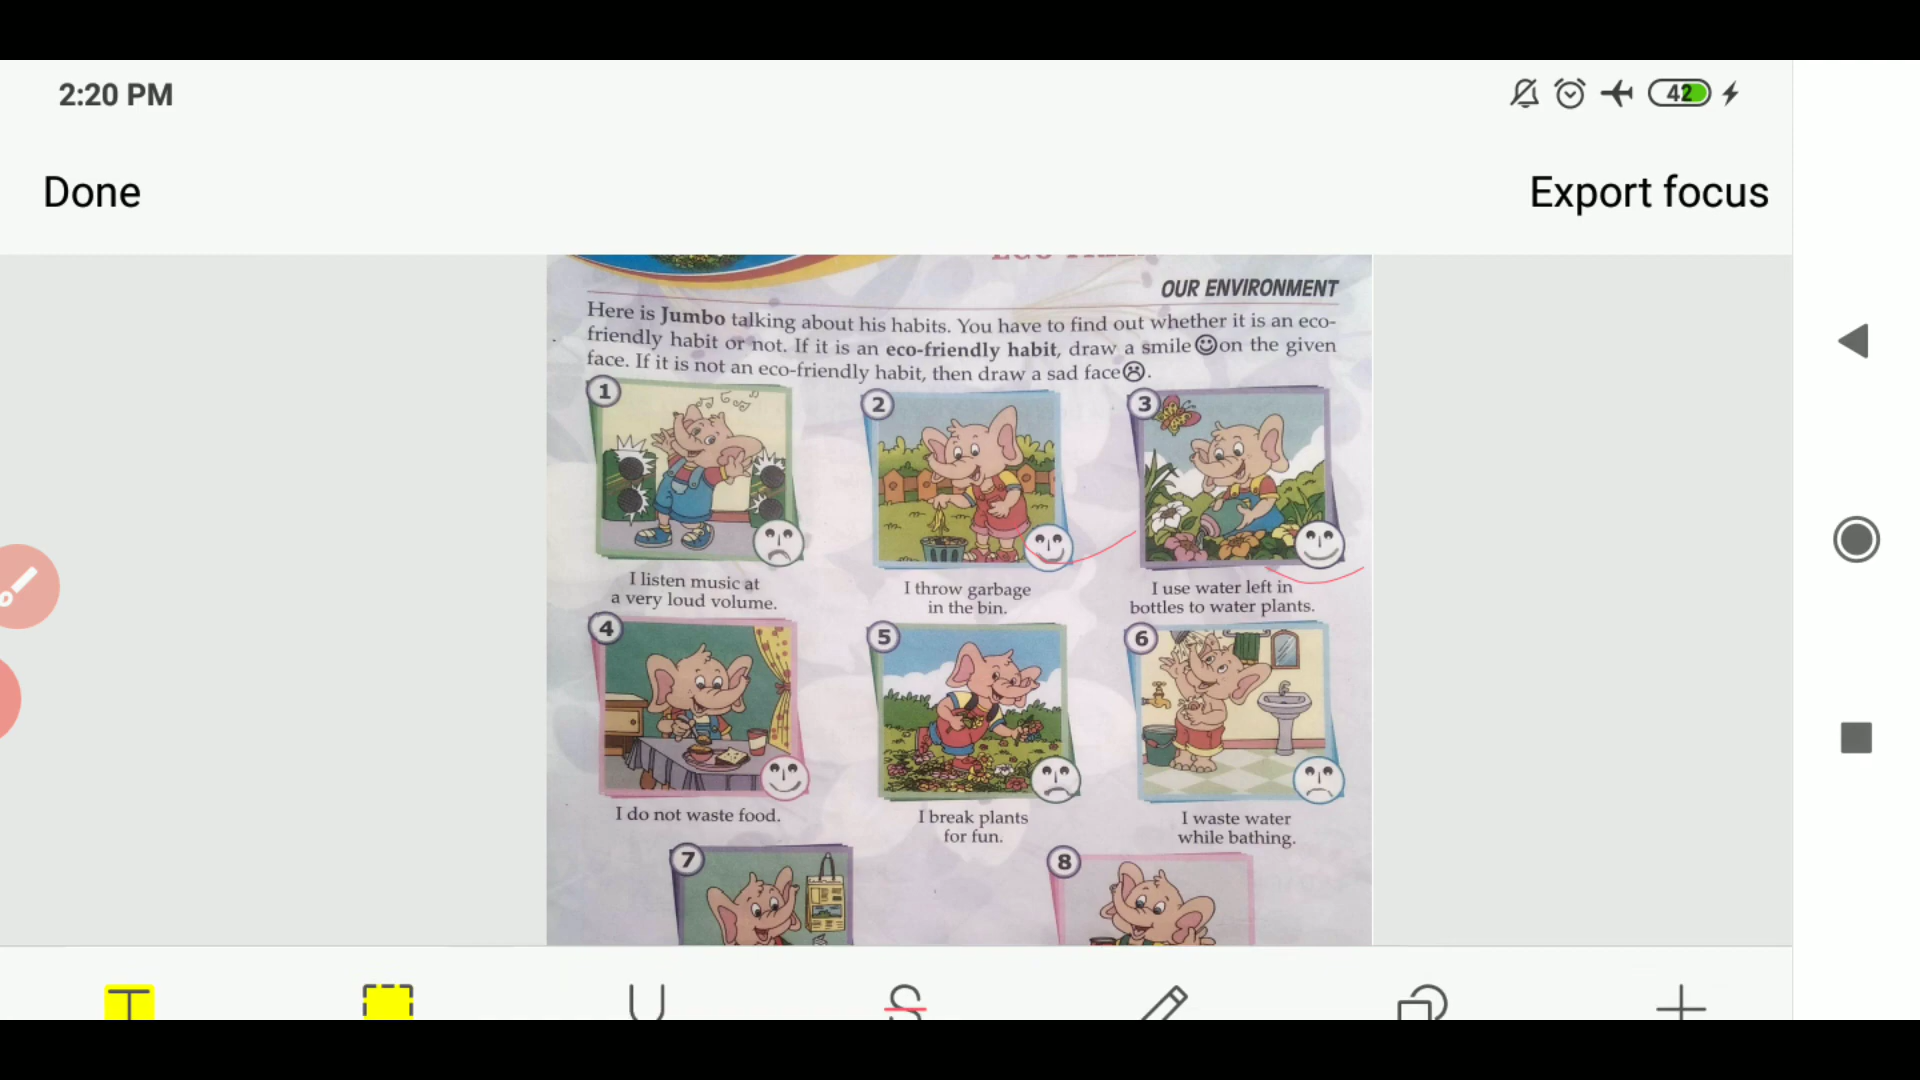 2:20 PM
42
Done
Export focus
OUR ENVIRONMENT
Here is Jumbo talking about his habits. You have to find out whether it is an eco-
friendly habit or not. If it is an eco-friendly habit, draw a smile on the given
face. If it is not an eco-friendly habit, then draw a sad face .
1
2
3
I listen music at
a very loud volume.
I throw garbage
in the bin.
I use water left in
bottles to water plants.
4
5
6
I do not waste food.
I break plants
for fun.
I waste water
while bathing.
7
8
T
U
S